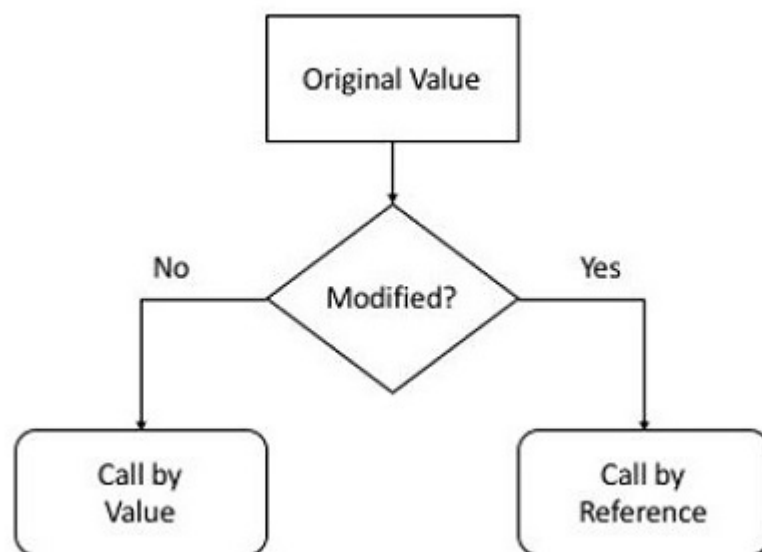 Original Value
No
Yes
Modified?
Call by
Value
Call by
Reference